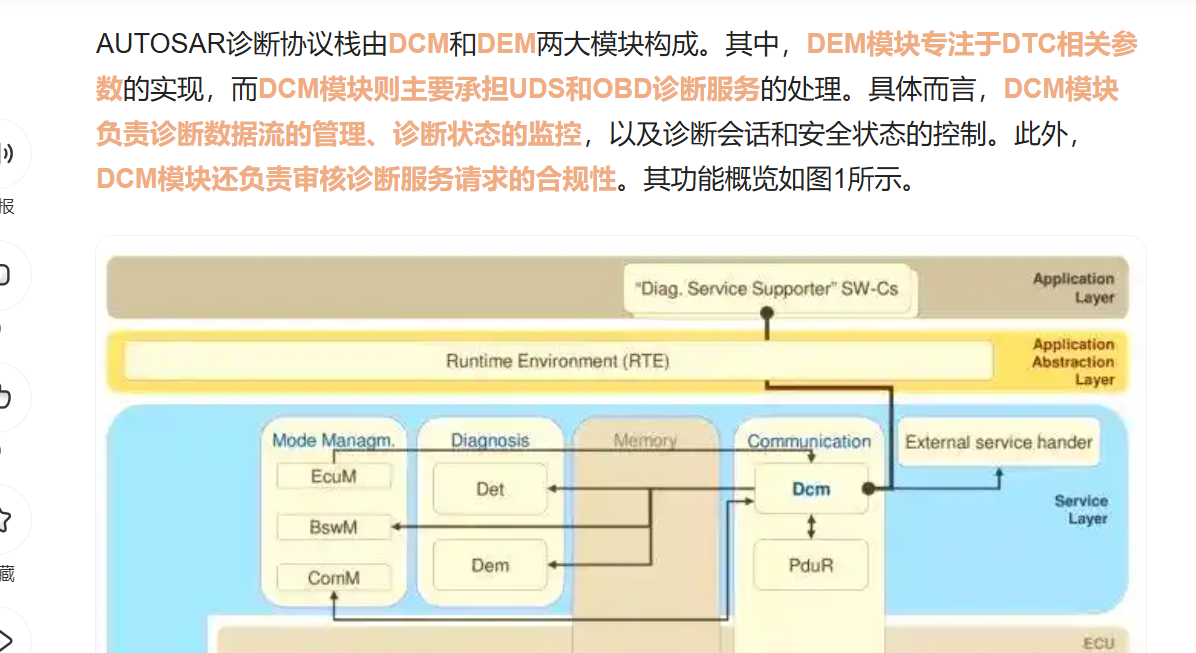 AUTOSAR诊断协议栈由DCM和DEM两大模块构成。其中，DEM模块专注于DTC相关参
数的实现，而DCM模块则主要承担UDS和OBD诊断服务的处理。具体而言，DCM模块
负责诊断数据流的管理、诊断状态的监控，以及诊断会话和安全状态的控制。此外，
DCM模块还负责审核诊断服务请求的合规性。其功能概览如图1所示。
报
藏
"Diag. Service Supporter" SW-Cs
Application
Layer
Runtime Environment (RTE)
Application
Abstraction
Layer
Mode Managm.
Diagnosis
Memory
Communication
External service hander
EcuM
Det
Dcm
Service
Layer
BswM
Dem
PduR
ComM
ECU